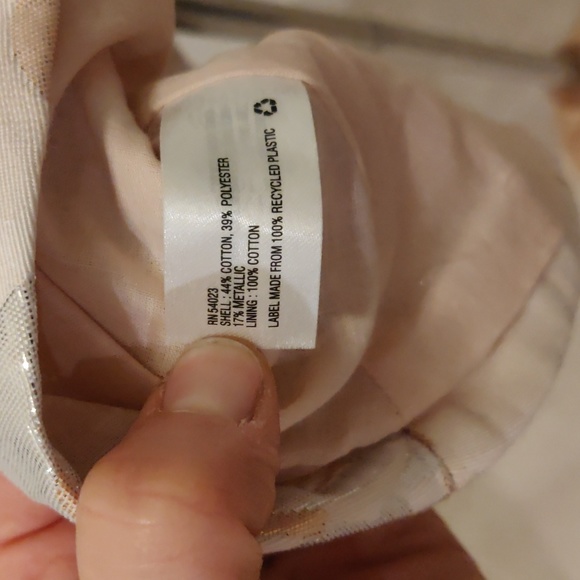 RN 54023
SHELL : 44% COTTON, 39% POLYESTER
17% METALLIC
LINING : 100% COTTON
LABEL MADE FROM 100% RECYCLED PLASTIC